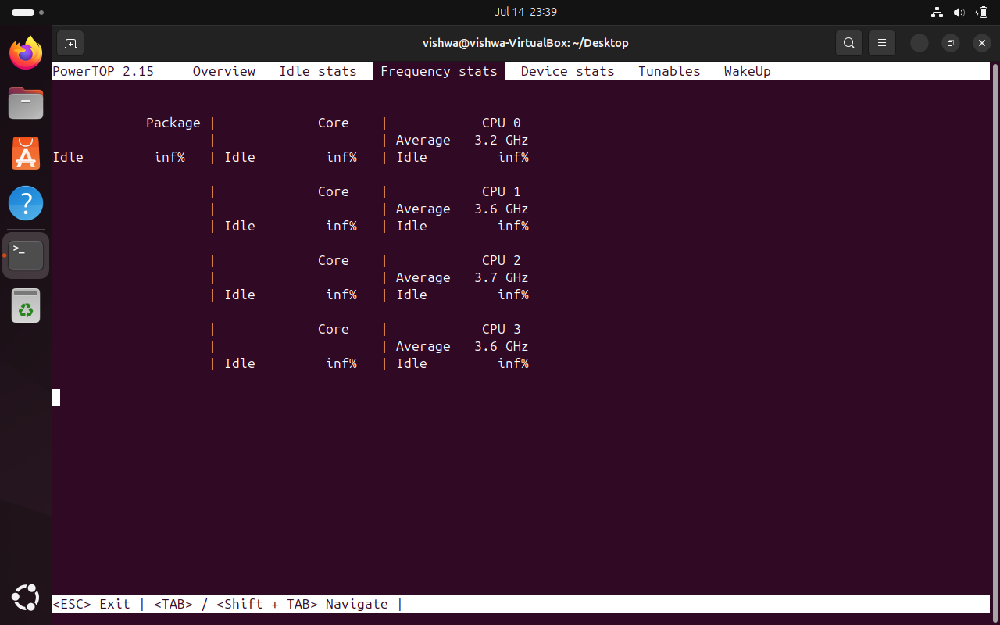 Jul 14 23:39
vishwa@vishwa-VirtualBox: ~/Desktop
PowerTOP 2.15     Overview   Idle stats   Frequency stats   Device stats   Tunables   WakeUp
            Package |             Core    |            CPU 0
                    |                     | Average   3.2 GHz
Idle         inf%   | Idle         inf%   | Idle         inf%
                    |             Core    |            CPU 1
                    |                     | Average   3.6 GHz
                    | Idle         inf%   | Idle         inf%
                    |             Core    |            CPU 2
                    |                     | Average   3.7 GHz
                    | Idle         inf%   | Idle         inf%
                    |             Core    |            CPU 3
                    |                     | Average   3.6 GHz
                    | Idle         inf%   | Idle         inf%
<ESC> Exit | <TAB> / <Shift + TAB> Navigate |